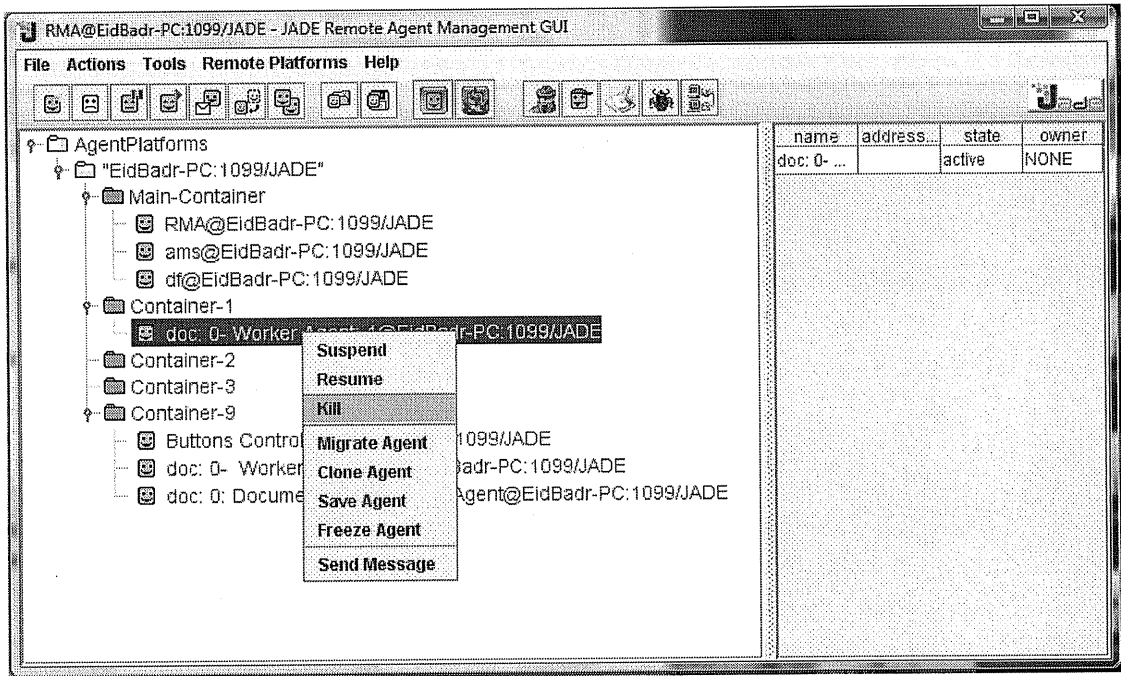 RMA@EidBadr-PC:1099/JADE - JADE Remote Agent Management GUI
File Actions Tools Remote Platforms Help
Jade
AgentPlatforms
"EidBadr-PC:1099/JADE"
Main-Container
RMA@EidBadr-PC:1099/JADE
ams@EidBadr-PC:1099/JADE
df@EidBadr-PC:1099/JADE
Container-1
doc: 0- Worker Agent: 1@EidBadr-PC:1099/JADE
Container-2
Container-3
Container-9
Buttons Contro 1099/JADE
doc: 0- Worker Badr-PC:1099/JADE
doc: 0: Docume Agent@EidBadr-PC:1099/JADE
Suspend
Resume
Kill
Migrate Agent
Clone Agent
Save Agent
Freeze Agent
Send Message
name address... state owner
doc: 0- ... active NONE